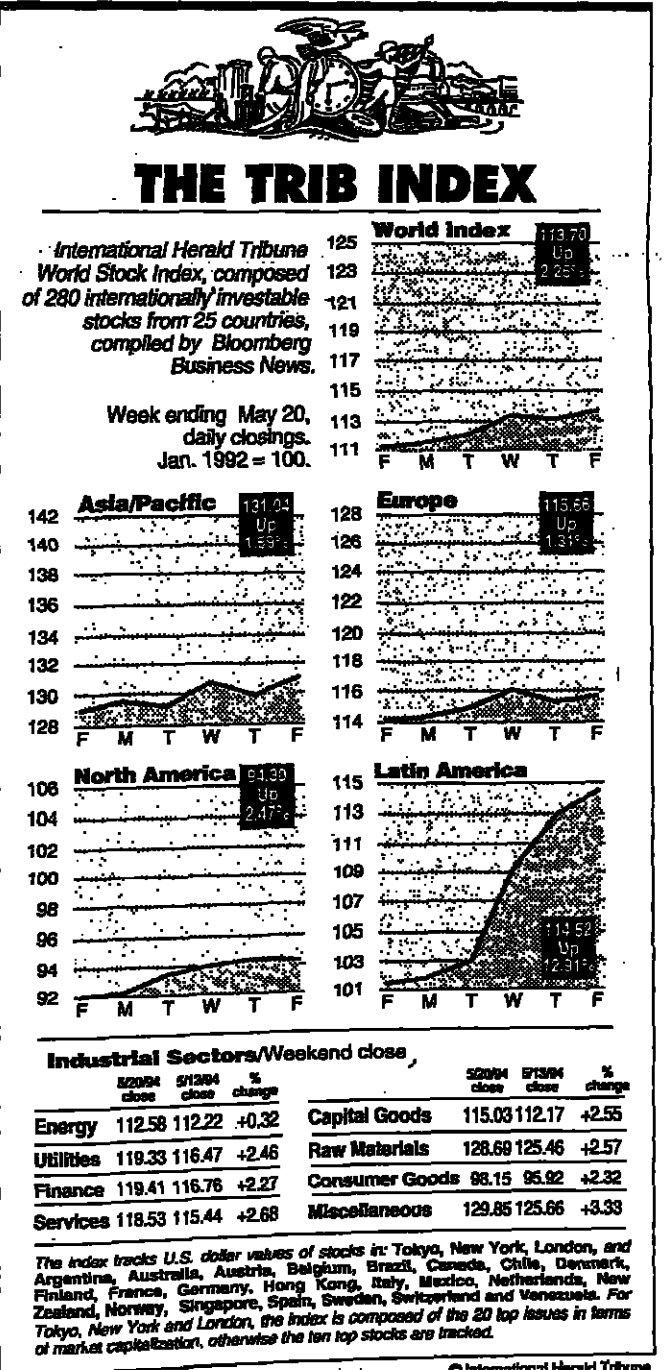 THE TRIB INDEX
International Herald Tribune
World Stock Index, composed
of 280 internationally investable
stocks from 25 countries,
compiled by Bloomberg
Business News.
Week ending May 20,
daily closings.
Jan. 1992 = 100.
World Index
113.70
Up
2.25%
125
123
121
119
117
115
113
111
F M T W T F
Asia/Pacific
131.04
Up
142
140
138
136
134
132
130
128
F M T W T F
Europe
115.66
Up
128
126
124
122
120
118
116
114
F M T W T F
North America
Up
2.47%
106
104
102
100
98
96
94
92
F M T W T F
Latin America
115
113
111
109
107
105
103
101
114.52
Up
12.91%
F M T W T F
Industrial Sectors/Weekend close
5/20/94 close 5/13/94 close % change
Energy 112.58 112.22 +0.32
Utilities 119.33 116.47 +2.46
Finance 119.41 116.76 +2.27
Services 118.53 115.44 +2.68
5/20/94 close 5/13/94 close % change
Capital Goods 115.03 112.17 +2.55
Raw Materials 128.69 125.46 +2.57
Consumer Goods 98.15 95.92 +2.32
Miscellaneous 129.85 125.66 +3.33
The index tracks U.S. dollar values of stocks in: Tokyo, New York, London, and
Argentina, Australia, Austria, Belgium, Brazil, Canada, Chile, Denmark,
Finland, France, Germany, Hong Kong, Italy, Mexico, Netherlands, New
Zealand, Norway, Singapore, Spain, Sweden, Switzerland and Venezuela. For
Tokyo, New York and London, the index is composed of the 20 top issues in terms
of market capitalization, otherwise the ten top stocks are tracked.
© International Herald Tribune